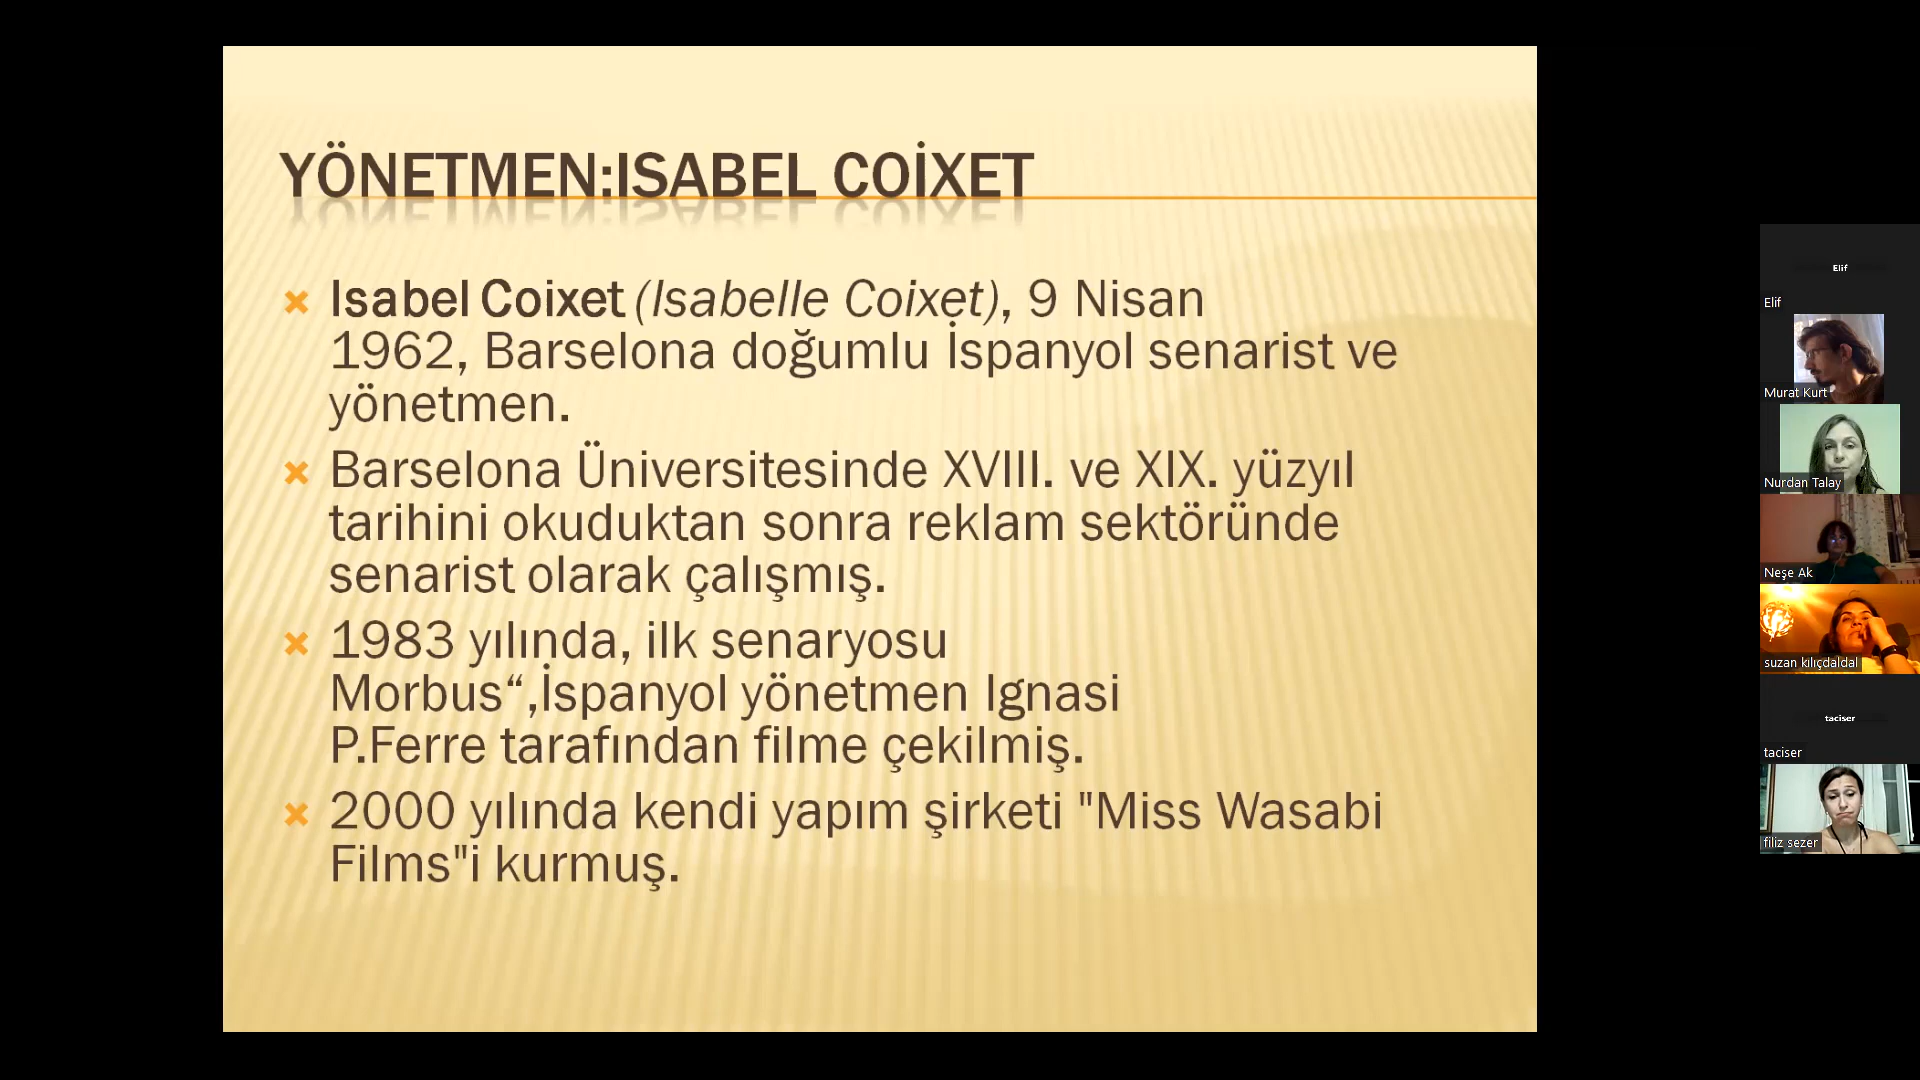 YÖNETMEN:ISABEL COİXET
Isabel Coixet (Isabelle Coixet), 9 Nisan
1962, Barselona doğumlu İspanyol senarist ve
yönetmen.
Barselona Üniversitesinde XVIII. ve XIX. yüzyıl
tarihini okuduktan sonra reklam sektöründe
senarist olarak çalışmış.
1983 yılında, ilk senaryosu
Morbus“,İspanyol yönetmen Ignasi
P.Ferre tarafından filme çekilmiş.
2000 yılında kendi yapım şirketi "Miss Wasabi
Films"i kurmuş.
Elif
Elif
Murat Kurt
Nurdan Talay
Neşe Ak
suzan kılıçdaldal
taciser
taciser
filiz sezer